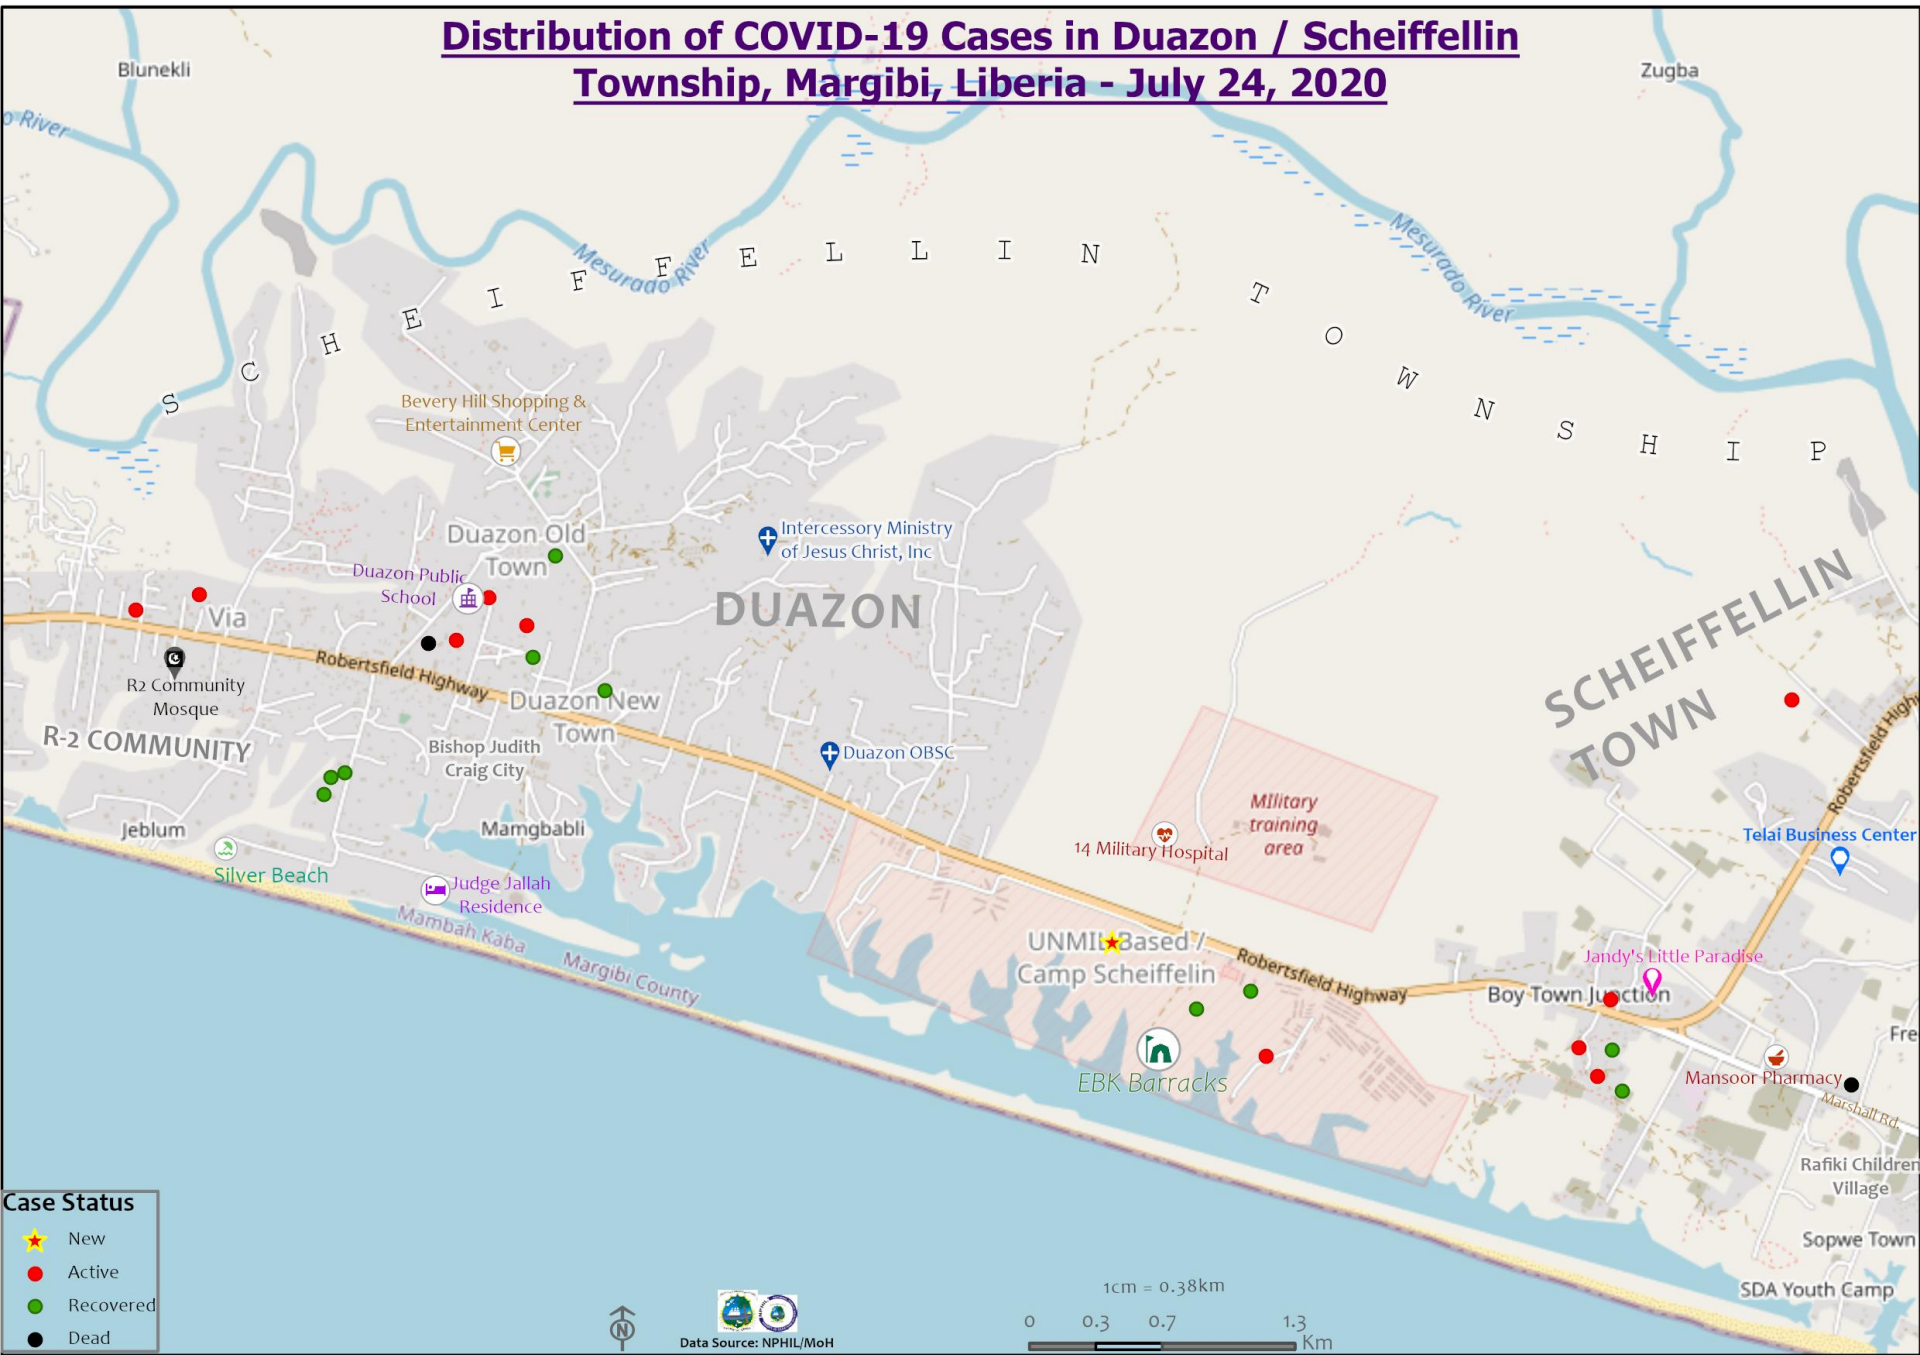 Distribution of COVID-19 Cases in Duazon / Scheiffellin
Township, Margibi, Liberia - July 24, 2020
Blunekli
Zugba
o River
Mesurado River
Mesurado River
SCHEIFFELLIN TOWNSHIP
Bevery Hill Shopping &
Entertainment Center
Duazon Old
Town
Intercessory Ministry
of Jesus Christ, Inc
Duazon Public
School
DUAZON
Via
SCHEIFFELLIN
TOWN
Robertsfield Highway
R2 Community
Mosque
Duazon New
Town
R-2 COMMUNITY
Bishop Judith
Craig City
Duazon OBSC
Robertsfield Highw
Jeblum
Mamgbabli
MIlitary
training
area
14 Military Hospital
Telai Business Center
Silver Beach
Judge Jallah
Residence
Mambah Kaba
Margibi County
UNMIL Based /
Camp Scheiffelin
Robertsfield Highway
Jandy's Little Paradise
Boy Town Junction
Fre
EBK Barracks
Mansoor Pharmacy
Marshall Rd.
Rafiki Children
Village
Sopwe Town
SDA Youth Camp
Case Status
New
Active
Recovered
Dead
N
NPHIL
Data Source: NPHIL/MoH
1cm = 0.38km
0 0.3 0.7 1.3
Km